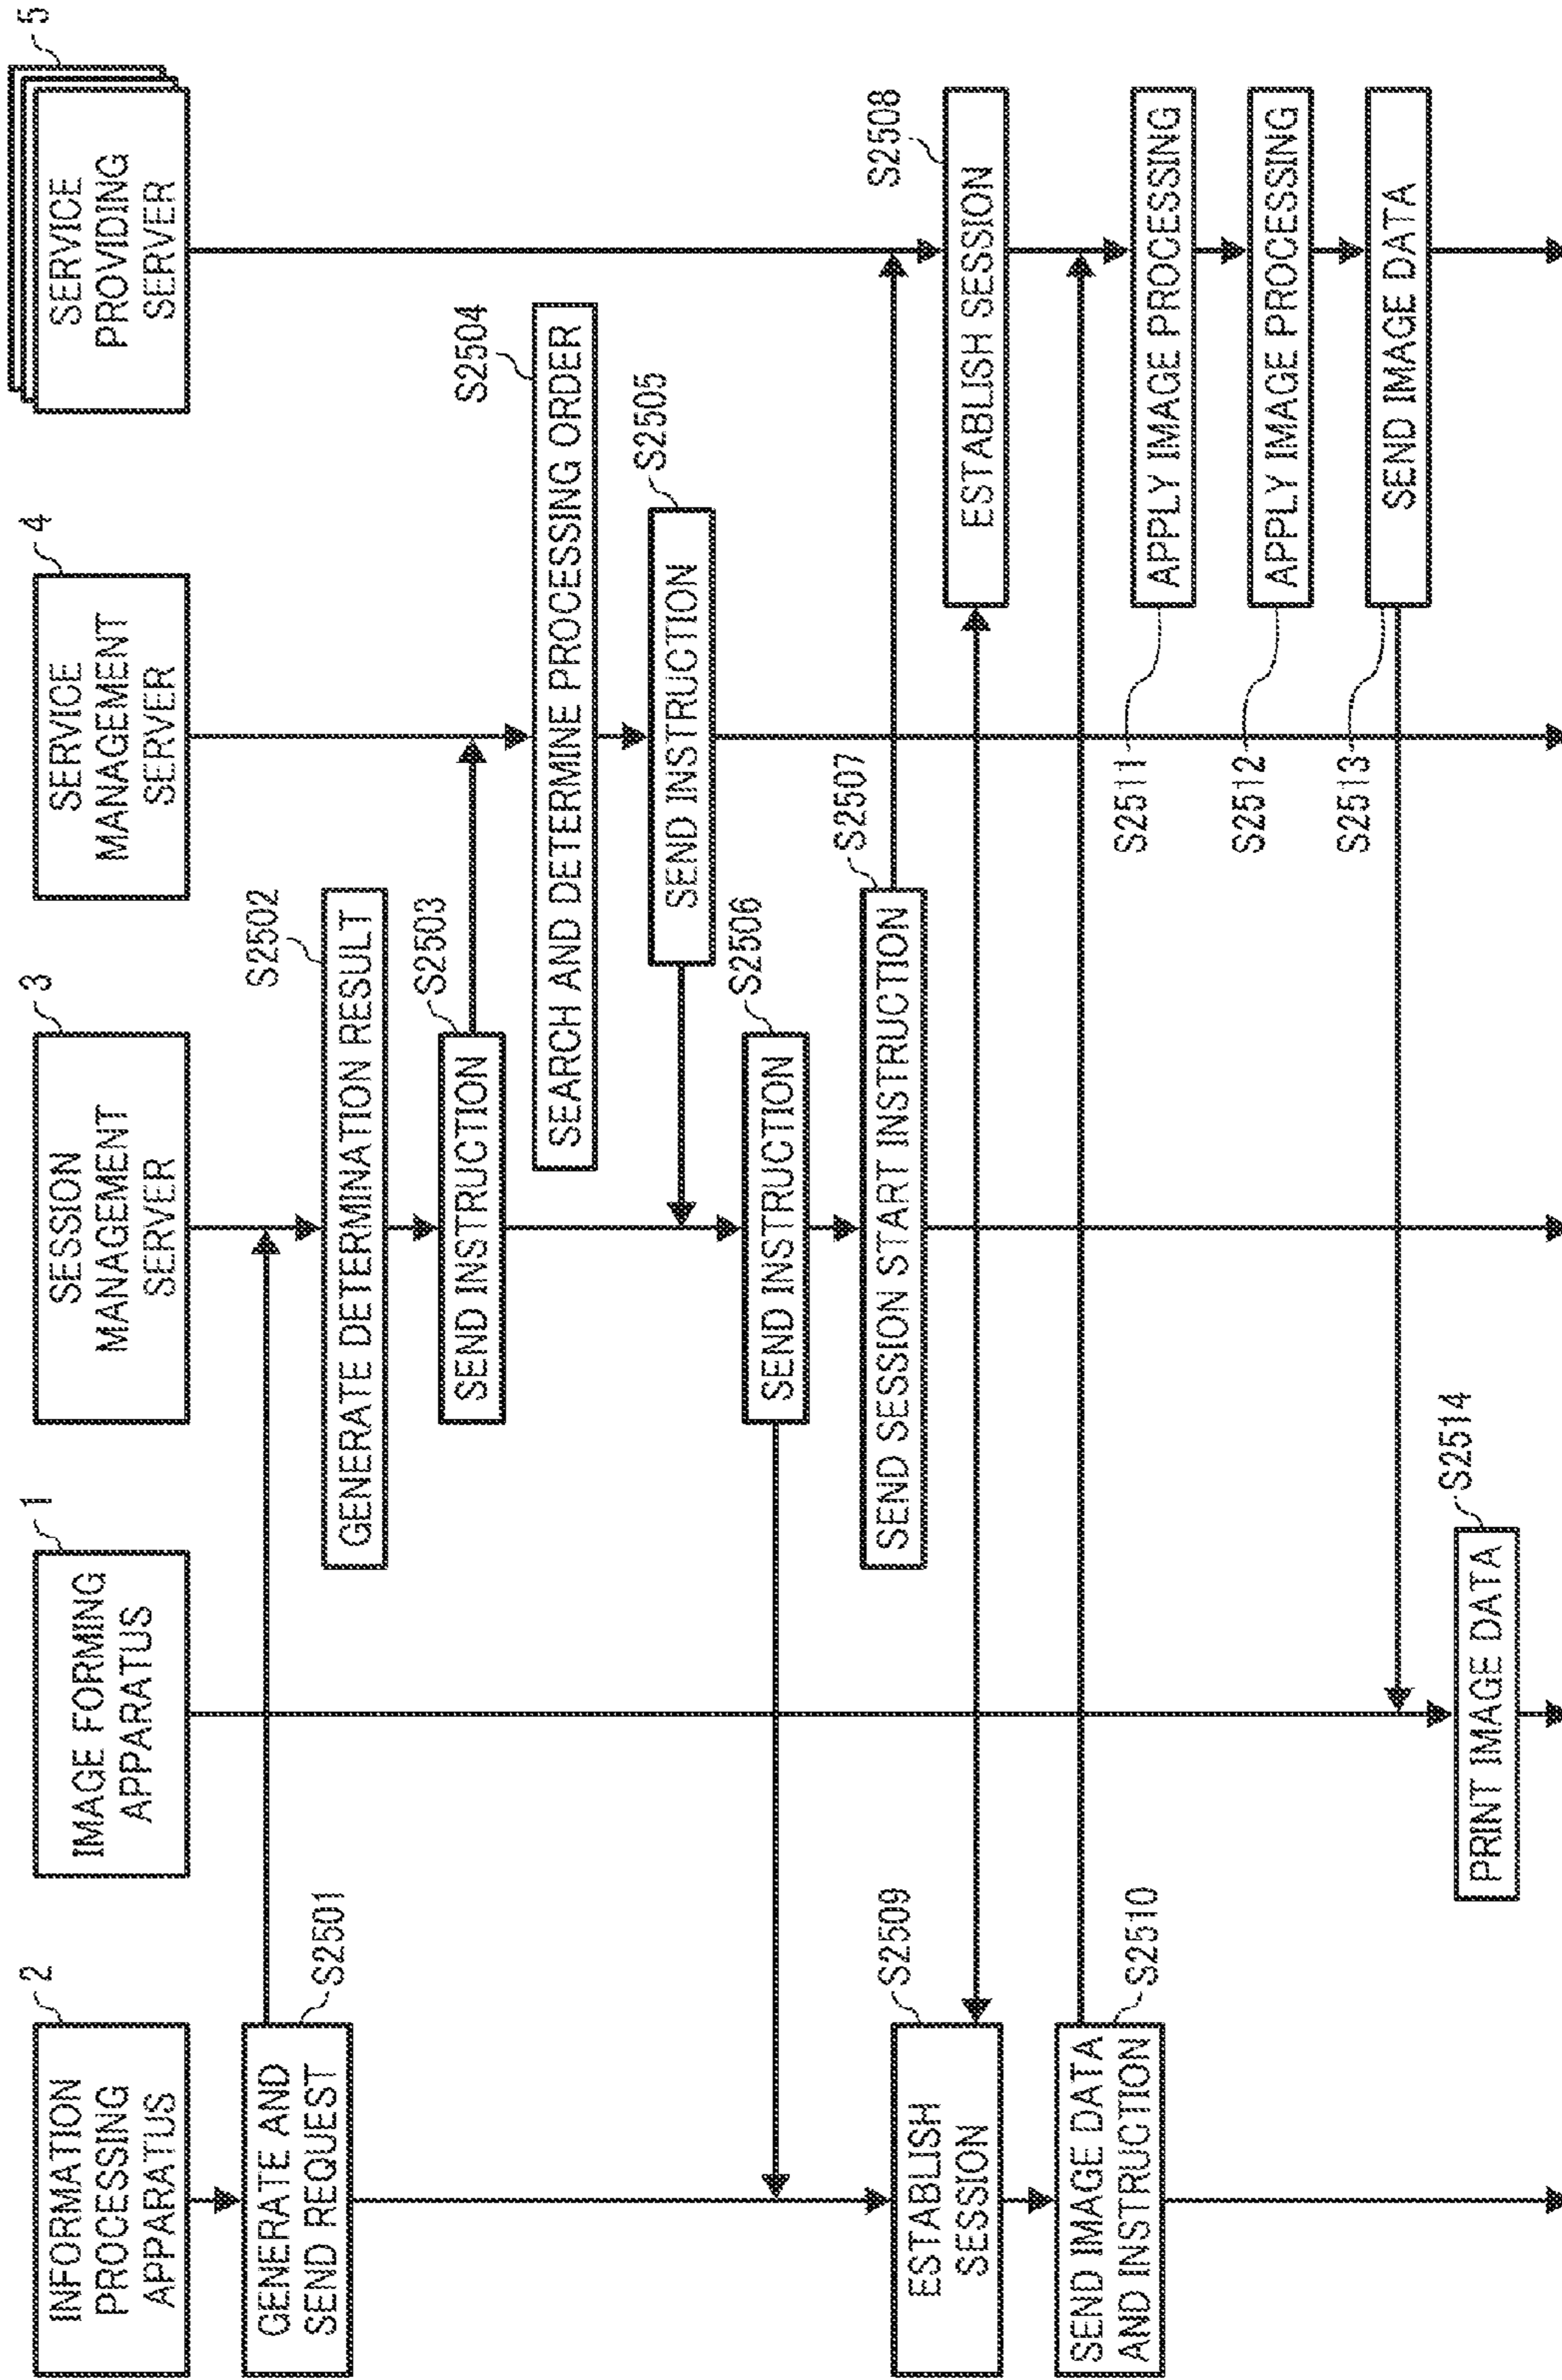 2
INFORMATION
PROCESSING
APPARATUS
1
IMAGE FORMING
APPARATUS
3
SESSION
MANAGEMENT
SERVER
4
SERVICE
MANAGEMENT
SERVER
5
SERVICE
PROVIDING
SERVER
GENERATE AND
SEND REQUEST
S2501
GENERATE DETERMINATION RESULT
S2502
SEND INSTRUCTION
S2503
SEARCH AND DETERMINE PROCESSING ORDER
S2504
SEND INSTRUCTION
S2505
SEND INSTRUCTION
S2506
SEND SESSION START INSTRUCTION
S2507
ESTABLISH SESSION
S2508
ESTABLISH
SESSION
S2509
SEND IMAGE DATA
AND INSTRUCTION
S2510
S2511
APPLY IMAGE PROCESSING
S2512
APPLY IMAGE PROCESSING
S2513
SEND IMAGE DATA
PRINT IMAGE DATA
S2514